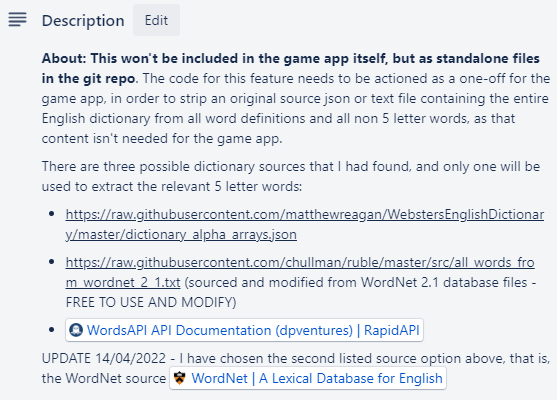 Description Edit
About: This won't be included in the game app itself, but as standalone files
in the git repo. The code for this feature needs to be actioned as a one-off for the
game app, in order to strip an original source json or text file containing the entire
English dictionary from all word definitions and all non 5 letter words, as that
content isn't needed for the game app.
There are three possible dictionary sources that I had found, and only one will be
used to extract the relevant 5 letter words:
• https://raw.githubusercontent.com/matthewreagan/WebstersEnglishDictionar
y/master/dictionary_alpha_arrays.json
• https://raw.githubusercontent.com/chullman/ruble/master/src/all_words_fro
m_wordnet_2_1.txt (sourced and modified from WordNet 2.1 database files -
FREE TO USE AND MODIFY)
• WordsAPI API Documentation (dpventures) | RapidAPI
UPDATE 14/04/2022 - I have chosen the second listed source option above, that is,
the WordNet source WordNet | A Lexical Database for English